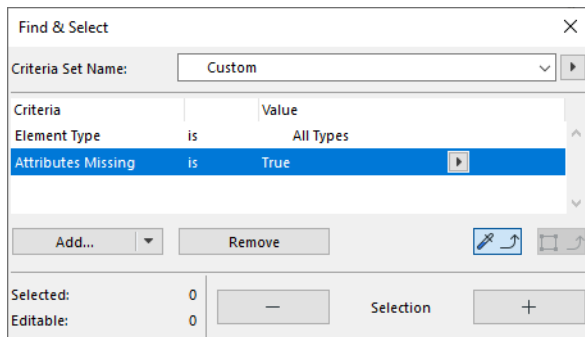 Find & Select
Criteria Set Name: Custom
Criteria Value
Element Type is All Types
Attributes Missing is True
Add... Remove
Selected: 0
Editable: 0
— Selection +